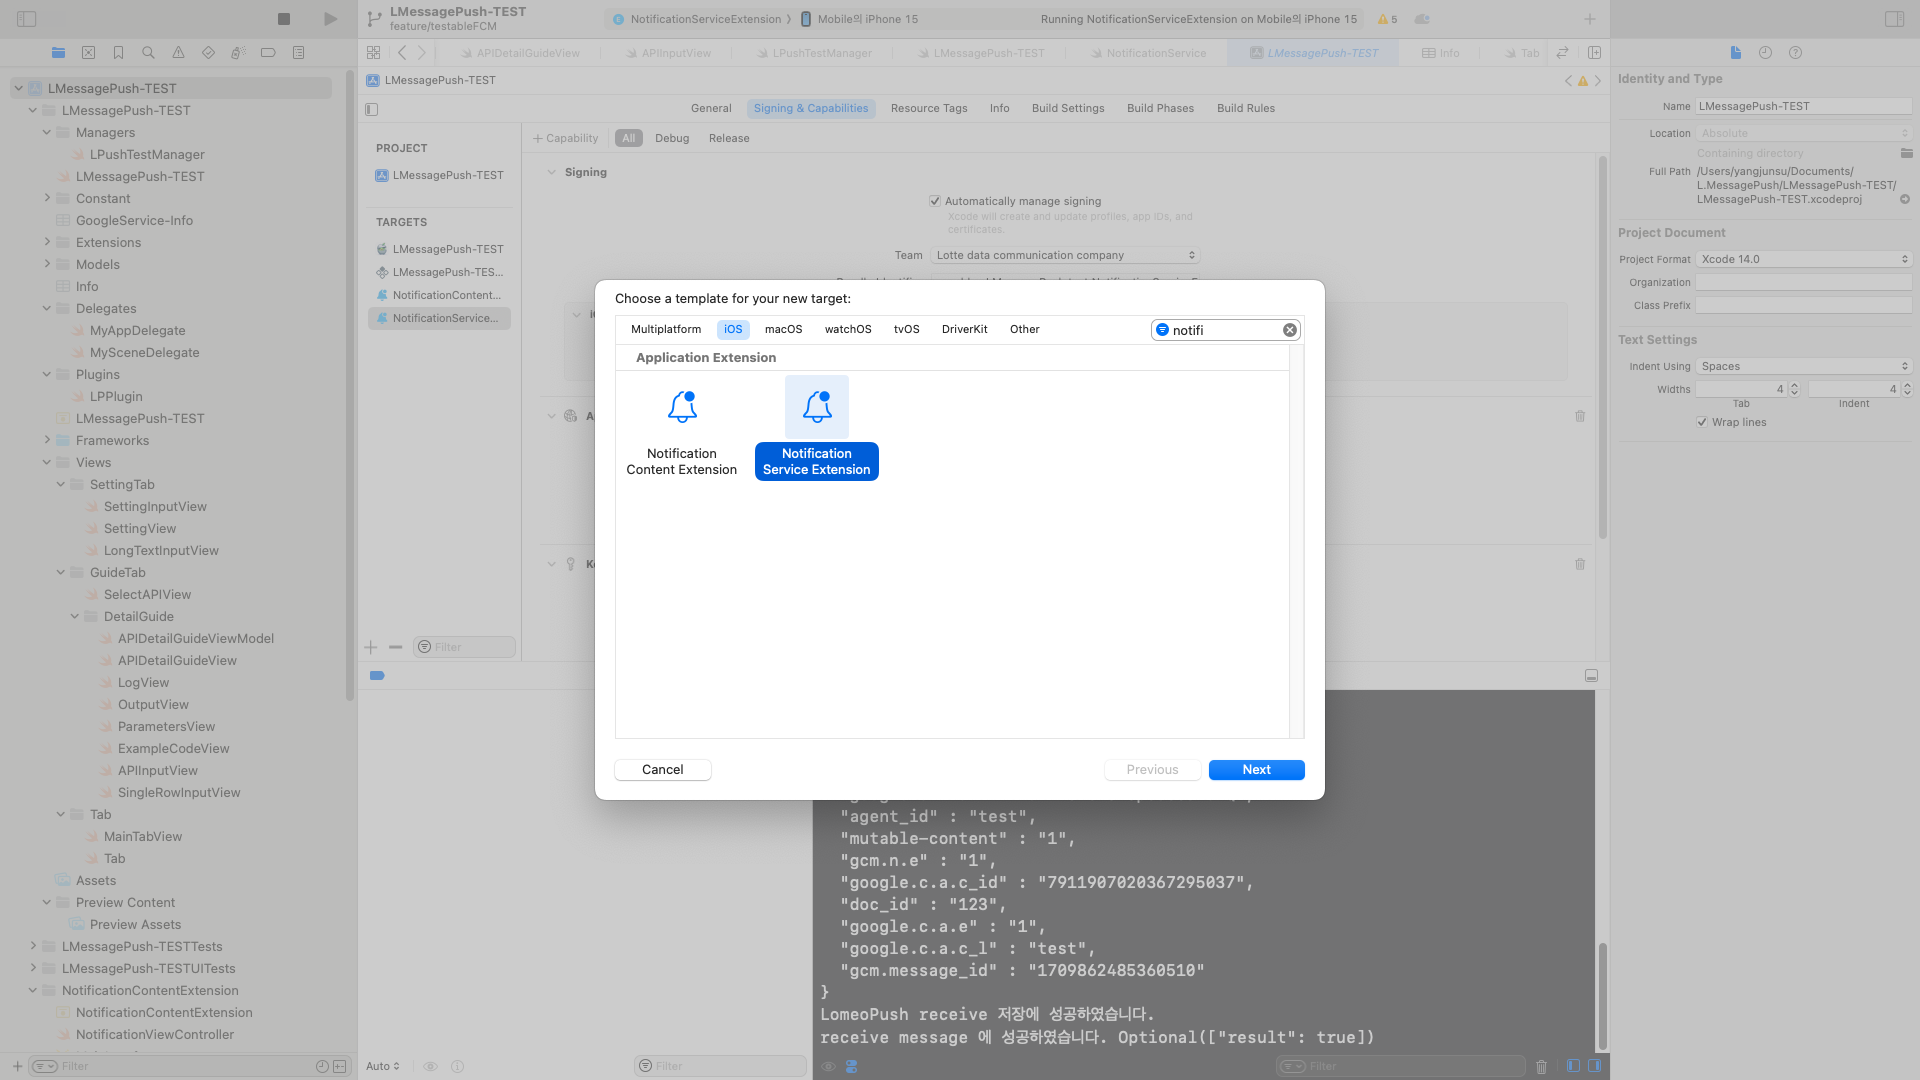 LMessagePush-TEST
feature/testableFCM
NotificationServiceExtension
Mobile의 iPhone 15
Running NotificationServiceExtension on Mobile의 iPhone 15
5
APIDetailGuideView
APIInputView
LPushTestManager
LMessagePush-TEST
NotificationService
LMessagePush-TEST
Info
Tab
LMessagePush-TEST
LMessagePush-TEST
LMessagePush-TEST
Managers
LPushTestManager
LMessagePush-TEST
Constant
GoogleService-Info
Extensions
Models
Info
Delegates
MyAppDelegate
MySceneDelegate
Plugins
LPPlugin
LMessagePush-TEST
Frameworks
Views
SettingTab
SettingInputView
SettingView
LongTextInputView
GuideTab
SelectAPIView
DetailGuide
APIDetailGuideViewModel
APIDetailGuideView
LogView
OutputView
ParametersView
ExampleCodeView
APIInputView
SingleRowInputView
Tab
MainTabView
Tab
Assets
Preview Content
Preview Assets
LMessagePush-TESTTests
LMessagePush-TESTUITests
NotificationContentExtension
NotificationContentExtension
NotificationViewController
Filter
General
Signing & Capabilities
Resource Tags
Info
Build Settings
Build Phases
Build Rules
PROJECT
LMessagePush-TEST
TARGETS
LMessagePush-TEST
LMessagePush-TES...
NotificationContent...
NotificationService...
Filter
+ Capability
All
Debug
Release
Signing
Automatically manage signing
Xcode will create and update profiles, app IDs, and
certificates.
Team
Lotte data communication company
Choose a template for your new target:
Multiplatform
iOS
macOS
watchOS
tvOS
DriverKit
Other
notifi
Application Extension
Notification
Content Extension
Notification
Service Extension
Cancel
Previous
Next
"agent_id" : "test",
"mutable-content" : "1",
"gcm.n.e" : "1",
"google.c.a.c_id" : "7911907020367295037",
"doc_id" : "123",
"google.c.a.e" : "1",
"google.c.a.c_l" : "test",
"gcm.message_id" : "1709862485360510"
}
LomeoPush receive 저장에 성공하였습니다.
receive message 에 성공하였습니다. Optional(["result": true])
Auto
Filter
Filter
Identity and Type
Name
LMessagePush-TEST
Location
Absolute
Containing directory
Full Path
/Users/yangjunsu/Documents/
L.MessagePush/LMessagePush-TEST/
LMessagePush-TEST.xcodeproj
Project Document
Project Format
Xcode 14.0
Organization
Class Prefix
Text Settings
Indent Using
Spaces
Widths
4
4
Tab
Indent
Wrap lines